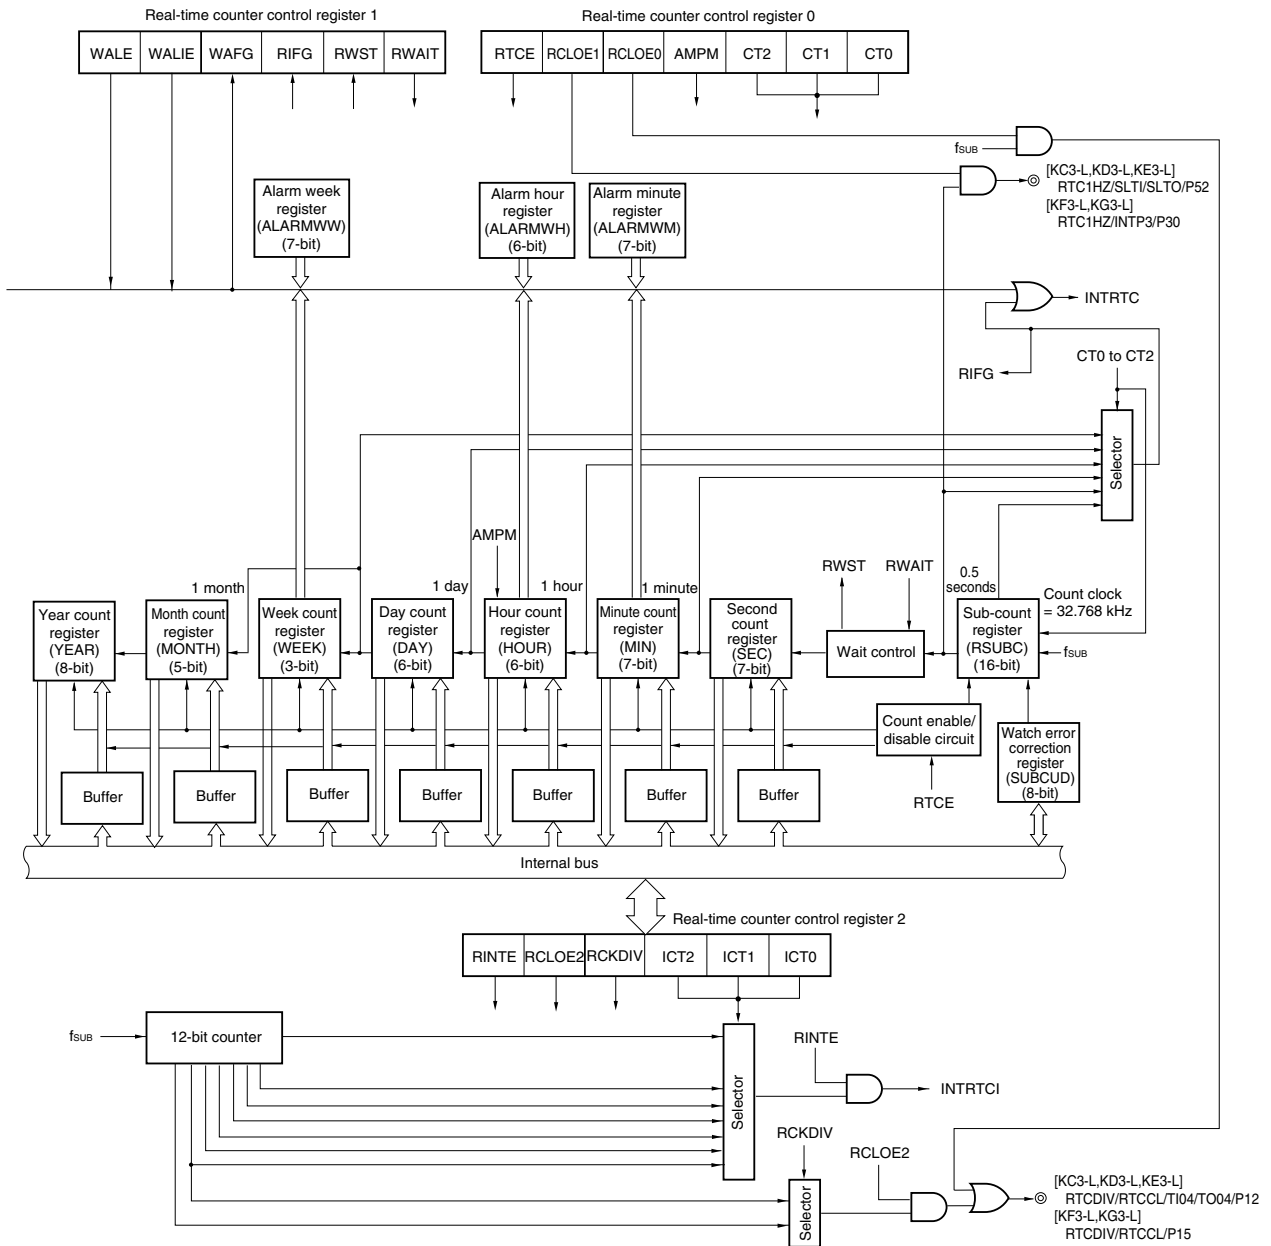 Real-time counter control register 1
Real-time counter control register 0
WALE WALIE WAFG RIFG RWST RWAIT
RTCE RCLOE1 RCLOE0 AMPM CT2 CT1 CT0
fSUB
[KC3-L,KD3-L,KE3-L]
RTC1HZ/SLTI/SLTO/P52
[KF3-L,KG3-L]
RTC1HZ/INTP3/P30
Alarm week
register
(ALARMWW)
(7-bit)
Alarm hour
register
(ALARMWH)
(6-bit)
Alarm minute
register
(ALARMWM)
(7-bit)
INTRTC
RIFG
CT0 to CT2
Selector
AMPM
1 month
1 day
1 hour
1 minute
RWST
RWAIT
0.5
seconds
Count clock
= 32.768 kHz
Year count
register
(YEAR)
(8-bit)
Month count
register
(MONTH)
(5-bit)
Week count
register
(WEEK)
(3-bit)
Day count
register
(DAY)
(6-bit)
Hour count
register
(HOUR)
(6-bit)
Minute count
register
(MIN)
(7-bit)
Second
count
register
(SEC)
(7-bit)
Wait control
Sub-count
register
(RSUBC)
(16-bit)
fSUB
Count enable/
disable circuit
Watch error
correction
register
(SUBCUD)
(8-bit)
RTCE
Buffer
Buffer
Buffer
Buffer
Buffer
Buffer
Buffer
Internal bus
Real-time counter control register 2
RINTE RCLOE2 RCKDIV ICT2 ICT1 ICT0
fSUB
12-bit counter
Selector
RINTE
INTRTCI
RCKDIV
RCLOE2
Selector
[KC3-L,KD3-L,KE3-L]
RTCDIV/RTCCL/TI04/TO04/P12
[KF3-L,KG3-L]
RTCDIV/RTCCL/P15